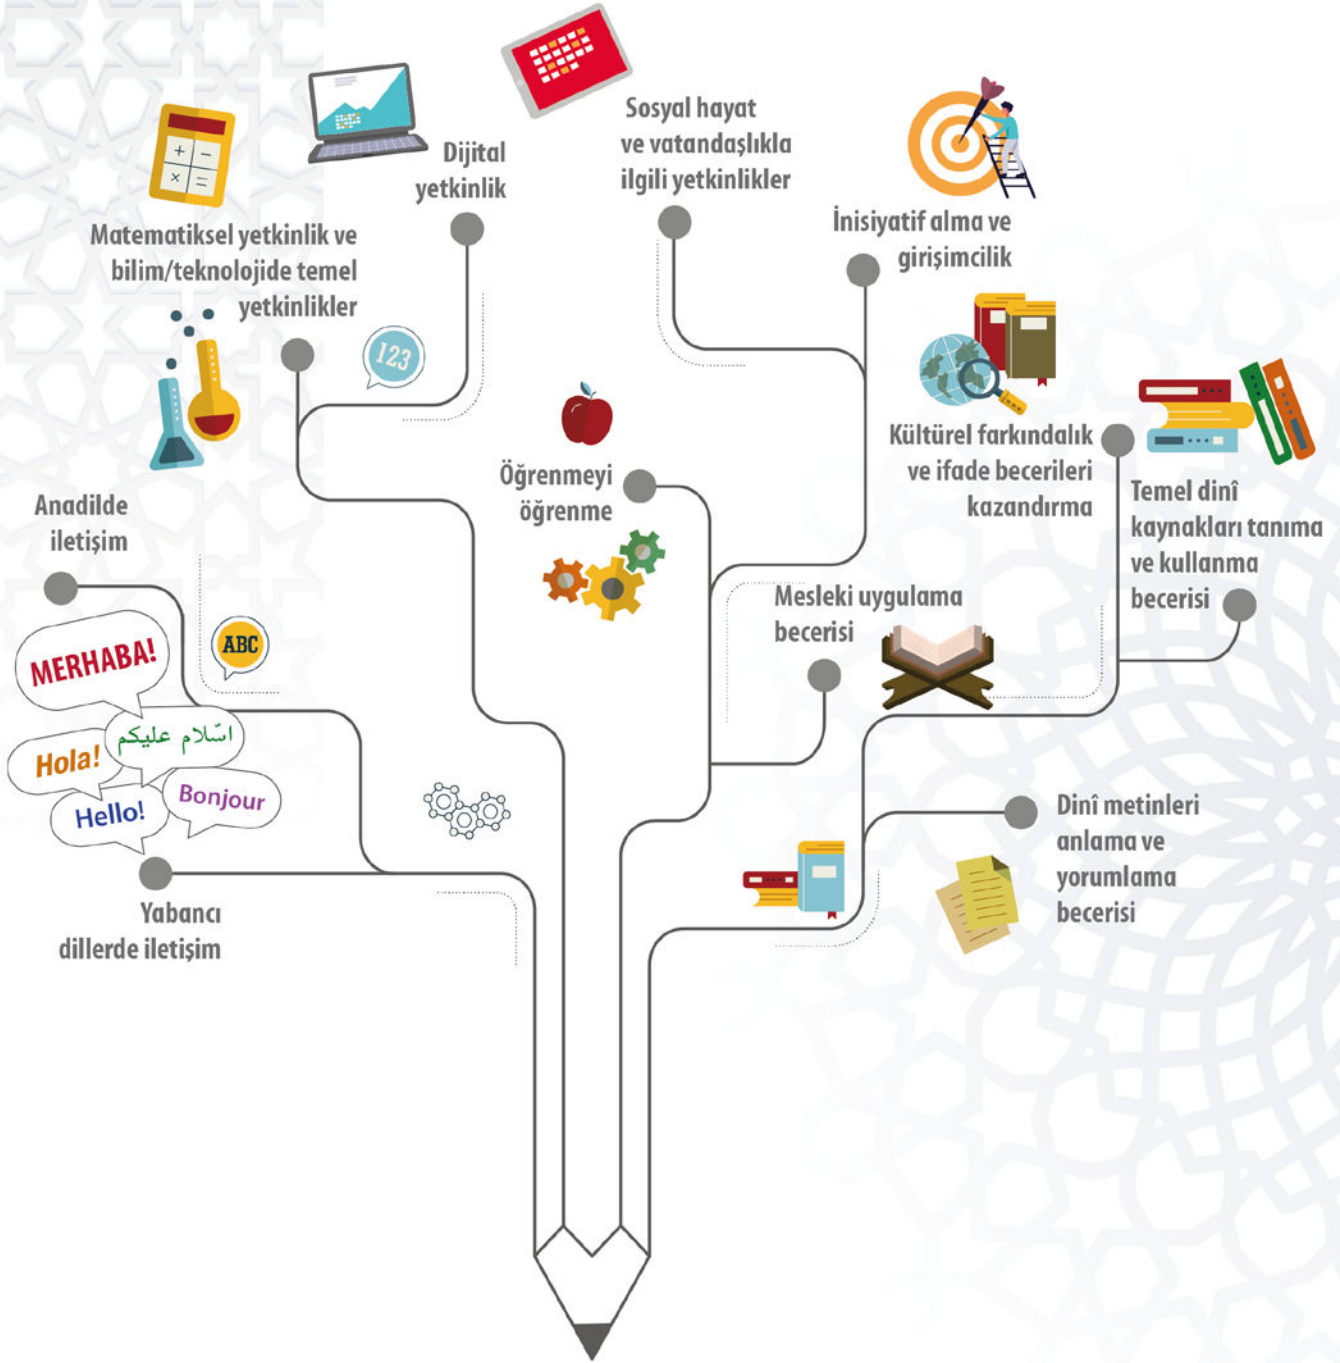 Dijital
yetkinlik
Sosyal hayat
ve vatandaşlıkla
ilgili yetkinlikler
İnisiyatif alma ve
girişimcilik
+ −
× =
Matematiksel yetkinlik ve
bilim/teknolojide temel
yetkinlikler
123
Kültürel farkındalık
ve ifade becerileri
kazandırma
Temel dinî
kaynakları tanıma
ve kullanma
becerisi
Öğrenmeyi
öğrenme
Anadilde
iletişim
ABC
Mesleki uygulama
becerisi
MERHABA!
اسّلام عليكم
Hola!
Hello!
Bonjour
Yabancı
dillerde iletişim
Dinî metinleri
anlama ve
yorumlama
becerisi